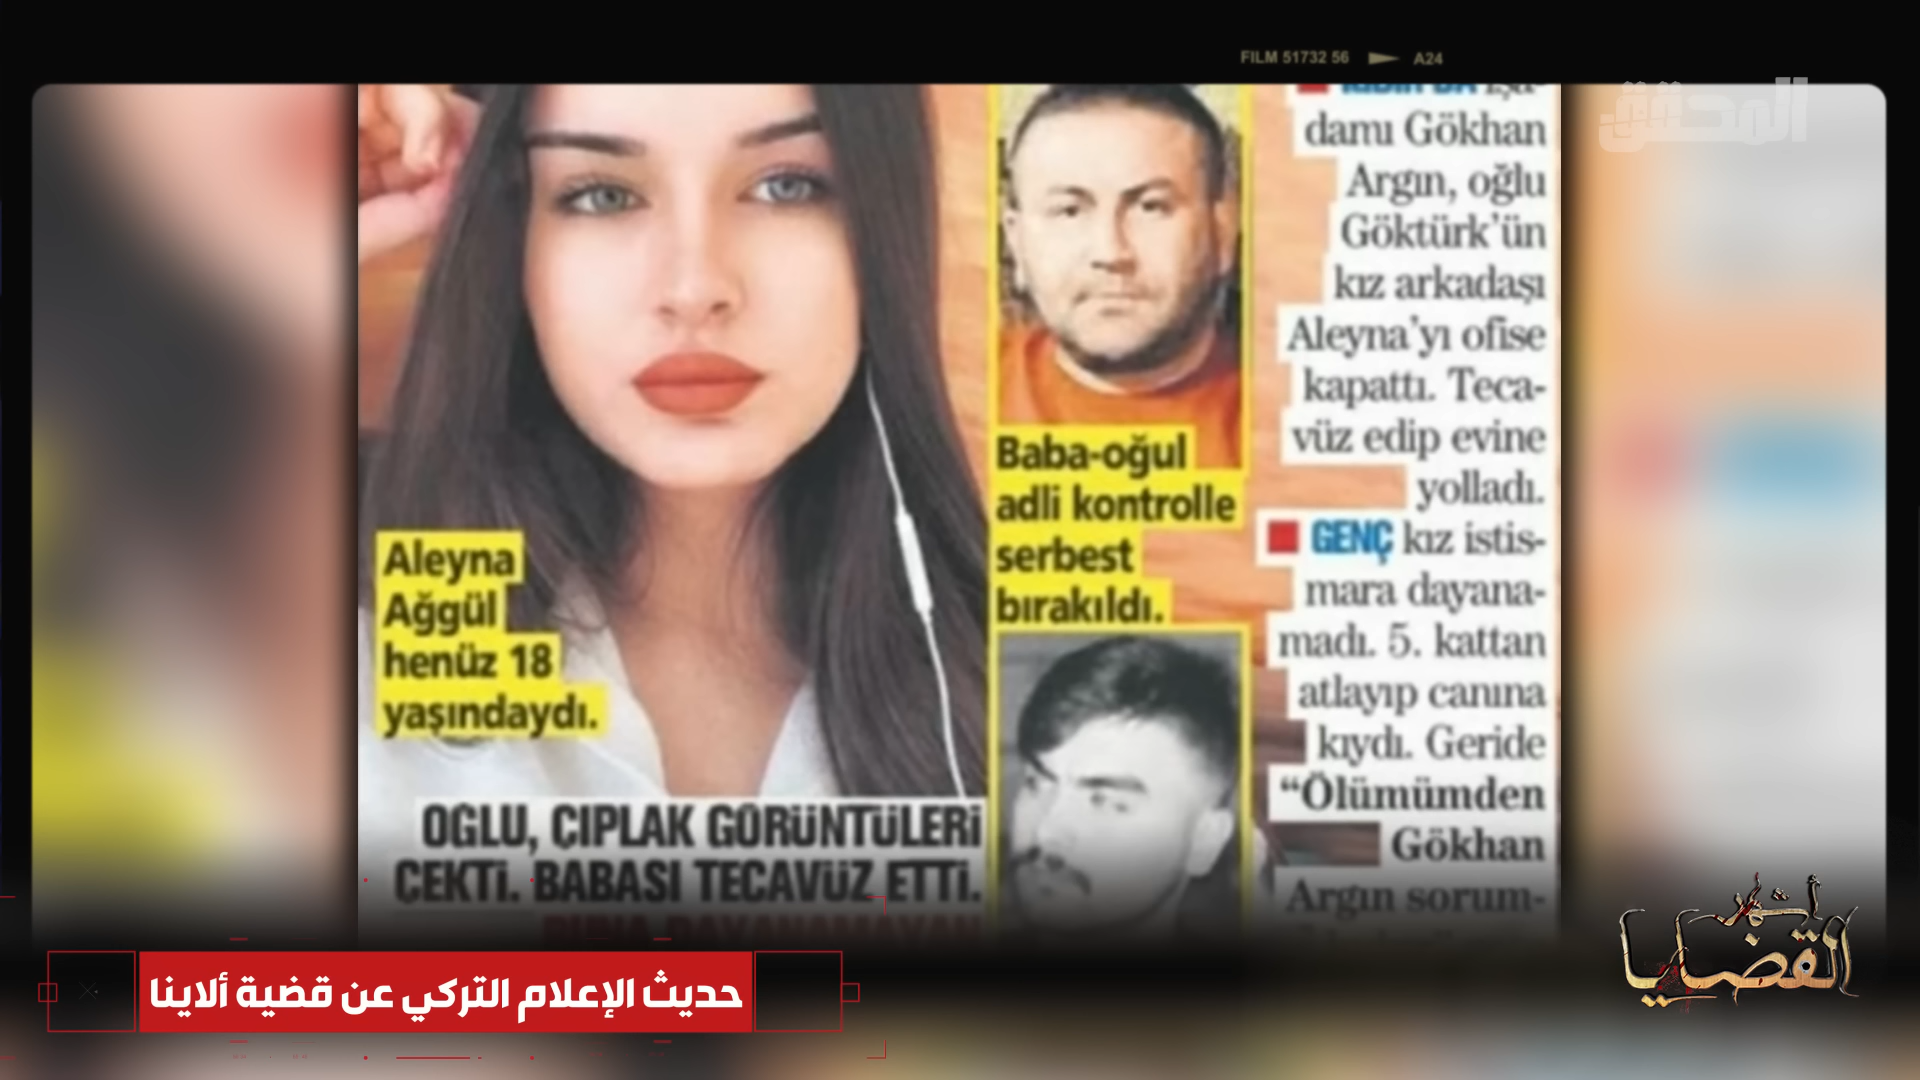 FILM 51732 56
A24
المحقق
damı Gökhan
Argın, oğlu
Göktürk’ün
kız arkadaşı
Aleyna’yı ofise
kapattı. Teca-
vüz edip evine
yolladı.
GENÇ kız istis-
mara dayana-
madı. 5. kattan
atlayıp canına
kıydı. Geride
“Ölümümden
Gökhan
Argın sorum-
Baba-oğul
adli kontrolle
serbest
bırakıldı.
Aleyna
Ağgül
henüz 18
yaşındaydı.
OĞLU, ÇIPLAK GÖRÜNTÜLERİ
ÇEKTİ. BABASI TECAVÜZ ETTİ.
BUNA DAYANAMAYAN
حديث الإعلام التركي عن قضية ألاينا
أشهر
القضايا